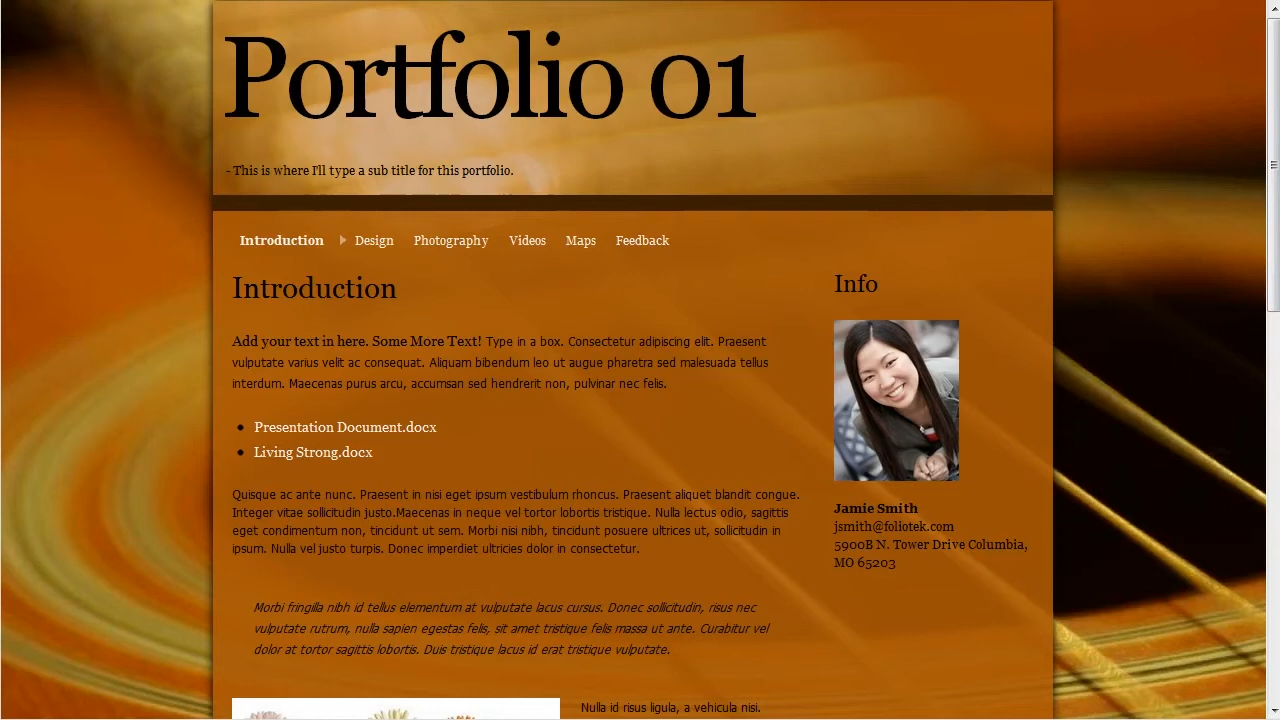 Portfolio 01
- This is where I'll type a sub title for this portfolio.
Introduction Design Photography Videos Maps Feedback
Introduction
Add your text in here. Some More Text! Type in a box. Consectetur adipiscing elit. Praesent
vulputate varius velit ac consequat. Aliquam bibendum leo ut augue pharetra sed malesuada tellus
interdum. Maecenas purus arcu, accumsan sed hendrerit non, pulvinar nec felis.
Presentation Document.docx
Living Strong.docx
Quisque ac ante nunc. Praesent in nisi eget ipsum vestibulum rhoncus. Praesent aliquet blandit congue.
Integer vitae sollicitudin justo.Maecenas in neque vel tortor lobortis tristique. Nulla lectus odio, sagittis
eget condimentum non, tincidunt ut sem. Morbi nisi nibh, tincidunt posuere ultrices ut, sollicitudin in
ipsum. Nulla vel justo turpis. Donec imperdiet ultricies dolor in consectetur.
Morbi fringilla nibh id tellus elementum at vulputate lacus cursus. Donec sollicitudin, risus nec
vulputate rutrum, nulla sapien egestas felis, sit amet tristique felis massa ut ante. Curabitur vel
dolor at tortor sagittis lobortis. Duis tristique lacus id erat tristique vulputate.
Nulla id risus ligula, a vehicula nisi.
Info
Jamie Smith
jsmith@foliotek.com
5900B N. Tower Drive Columbia,
MO 65203